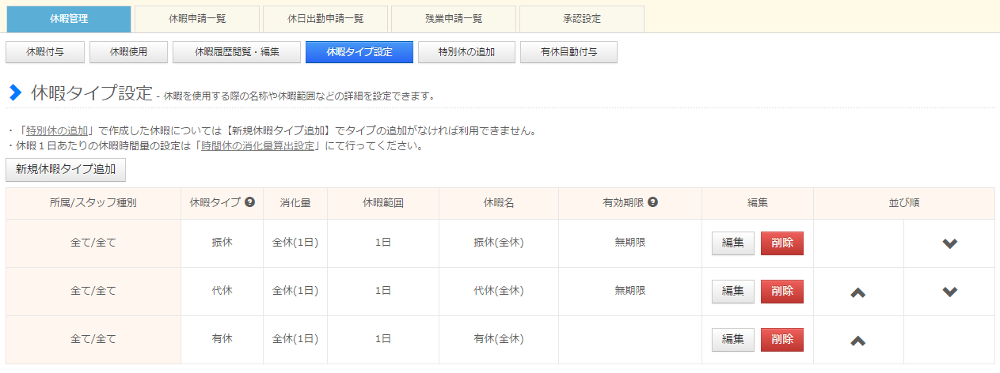 休暇管理 休暇申請一覧 休日出勤申請一覧 残業申請一覧 承認設定
休暇付与 休暇使用 休暇履歴閲覧・編集 休暇タイプ設定 特別休の追加 有休自動付与
休暇タイプ設定 - 休暇を使用する際の名称や休暇範囲などの詳細を設定できます。
・「特別休の追加」で作成した休暇については【新規休暇タイプ追加】でタイプの追加がなければ利用できません。
・休暇１日あたりの休暇時間量の設定は「時間休の消化量算出設定」にて行ってください。
新規休暇タイプ追加
所属/スタッフ種別 休暇タイプ ? 消化量 休暇範囲 休暇名 有効期限 ? 編集 並び順
全て/全て 振休 全休(1日) 1日 振休(全休) 無期限 編集 削除
全て/全て 代休 全休(1日) 1日 代休(全休) 無期限 編集 削除
全て/全て 有休 全休(1日) 1日 有休(全休) 編集 削除